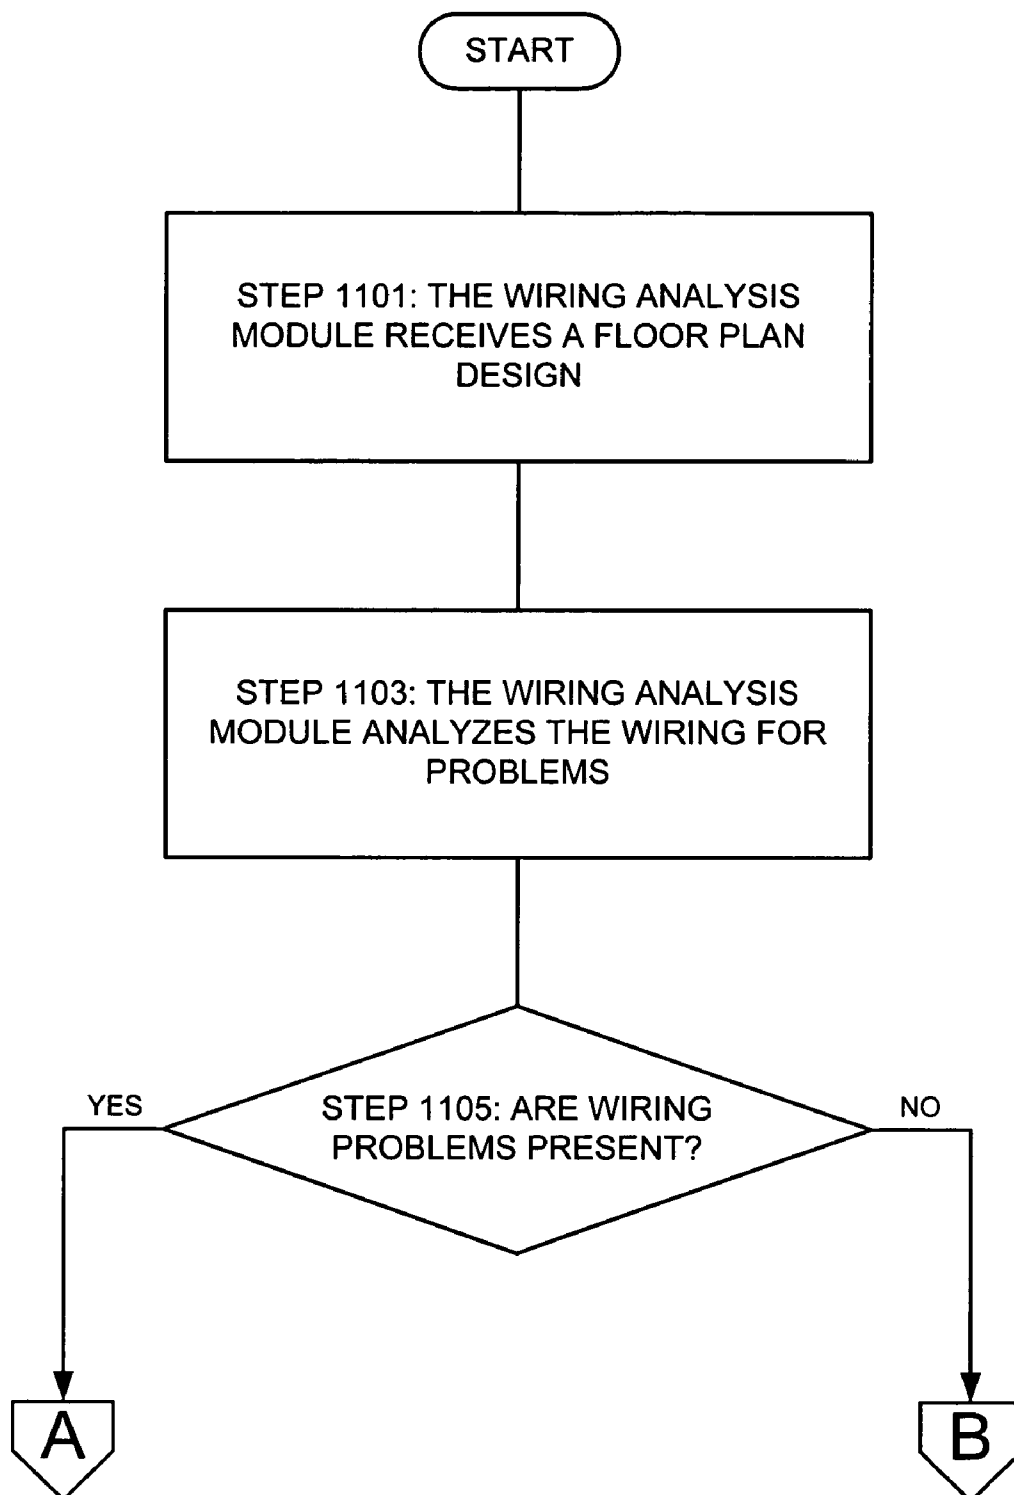 START
STEP 1101: THE WIRING ANALYSIS
MODULE RECEIVES A FLOOR PLAN
DESIGN
STEP 1103: THE WIRING ANALYSIS
MODULE ANALYZES THE WIRING FOR
PROBLEMS
YES
STEP 1105: ARE WIRING
PROBLEMS PRESENT?
NO
A
B